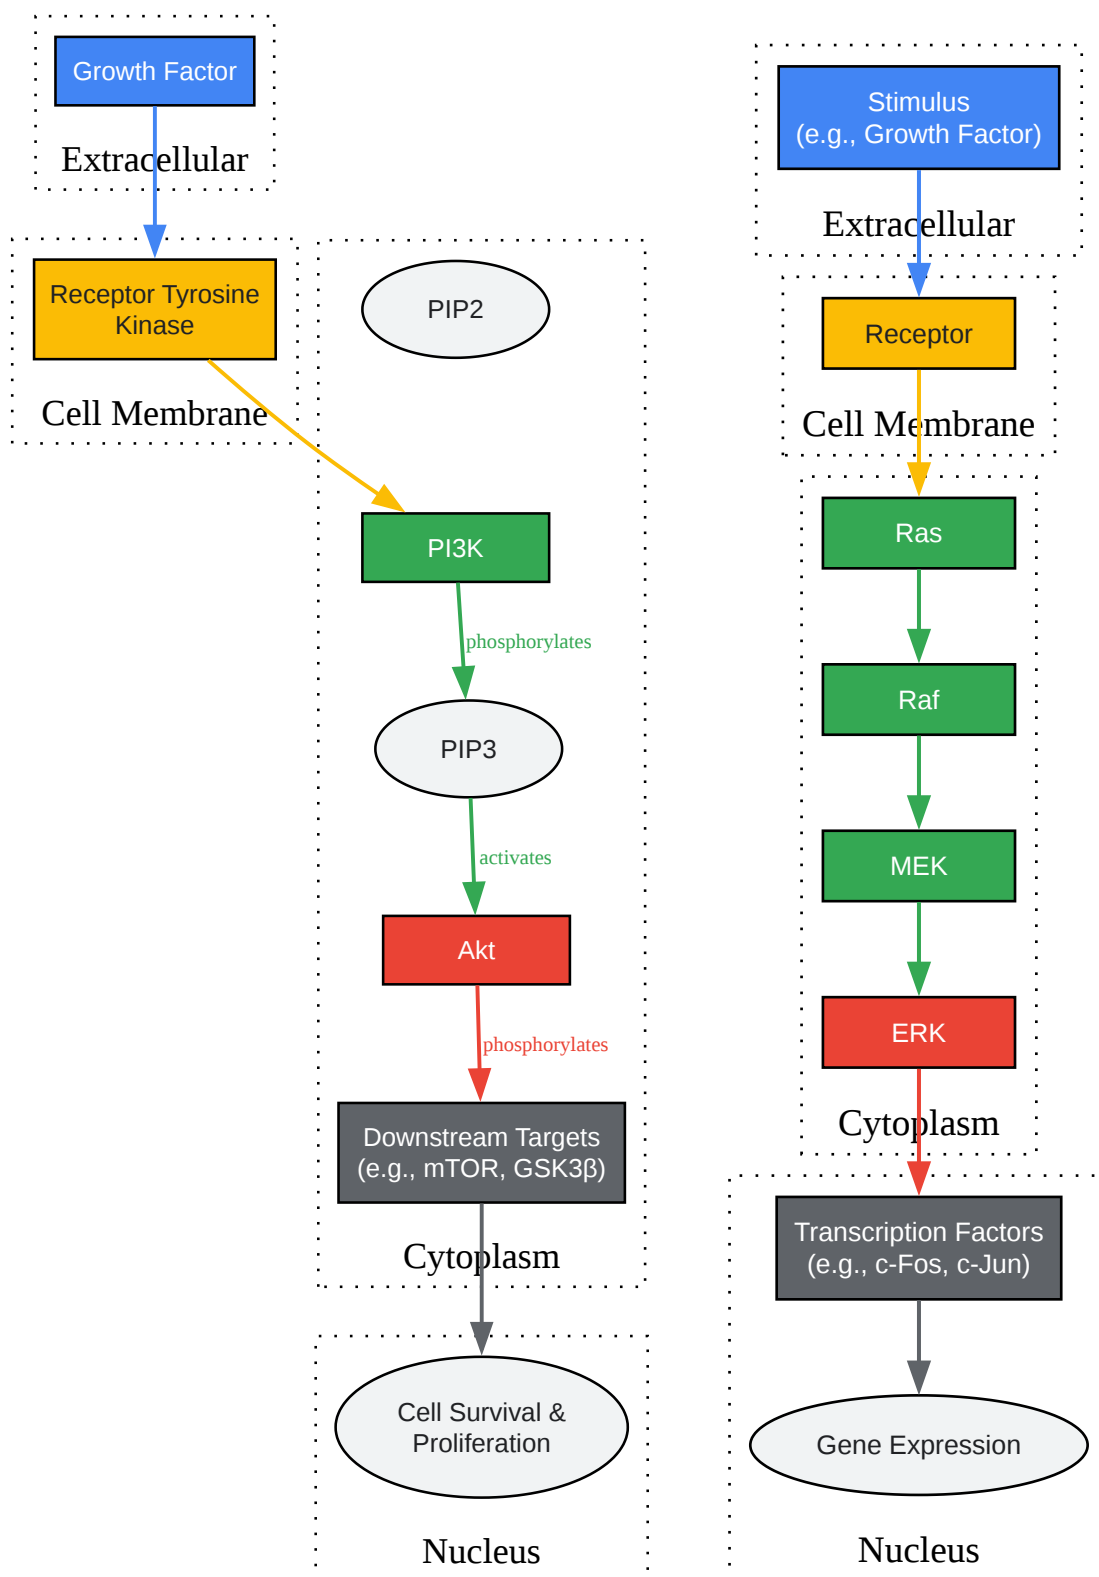 Growth Factor
Extracellular
Receptor Tyrosine
Kinase
Cell Membrane
PIP2
PI3K
phosphorylates
PIP3
activates
Akt
phosphorylates
Downstream Targets
(e.g., mTOR, GSK3β)
Cytoplasm
Cell Survival &
Proliferation
Nucleus
Stimulus
(e.g., Growth Factor)
Extracellular
Receptor
Cell Membrane
Ras
Raf
MEK
ERK
Cytoplasm
Transcription Factors
(e.g., c-Fos, c-Jun)
Gene Expression
Nucleus